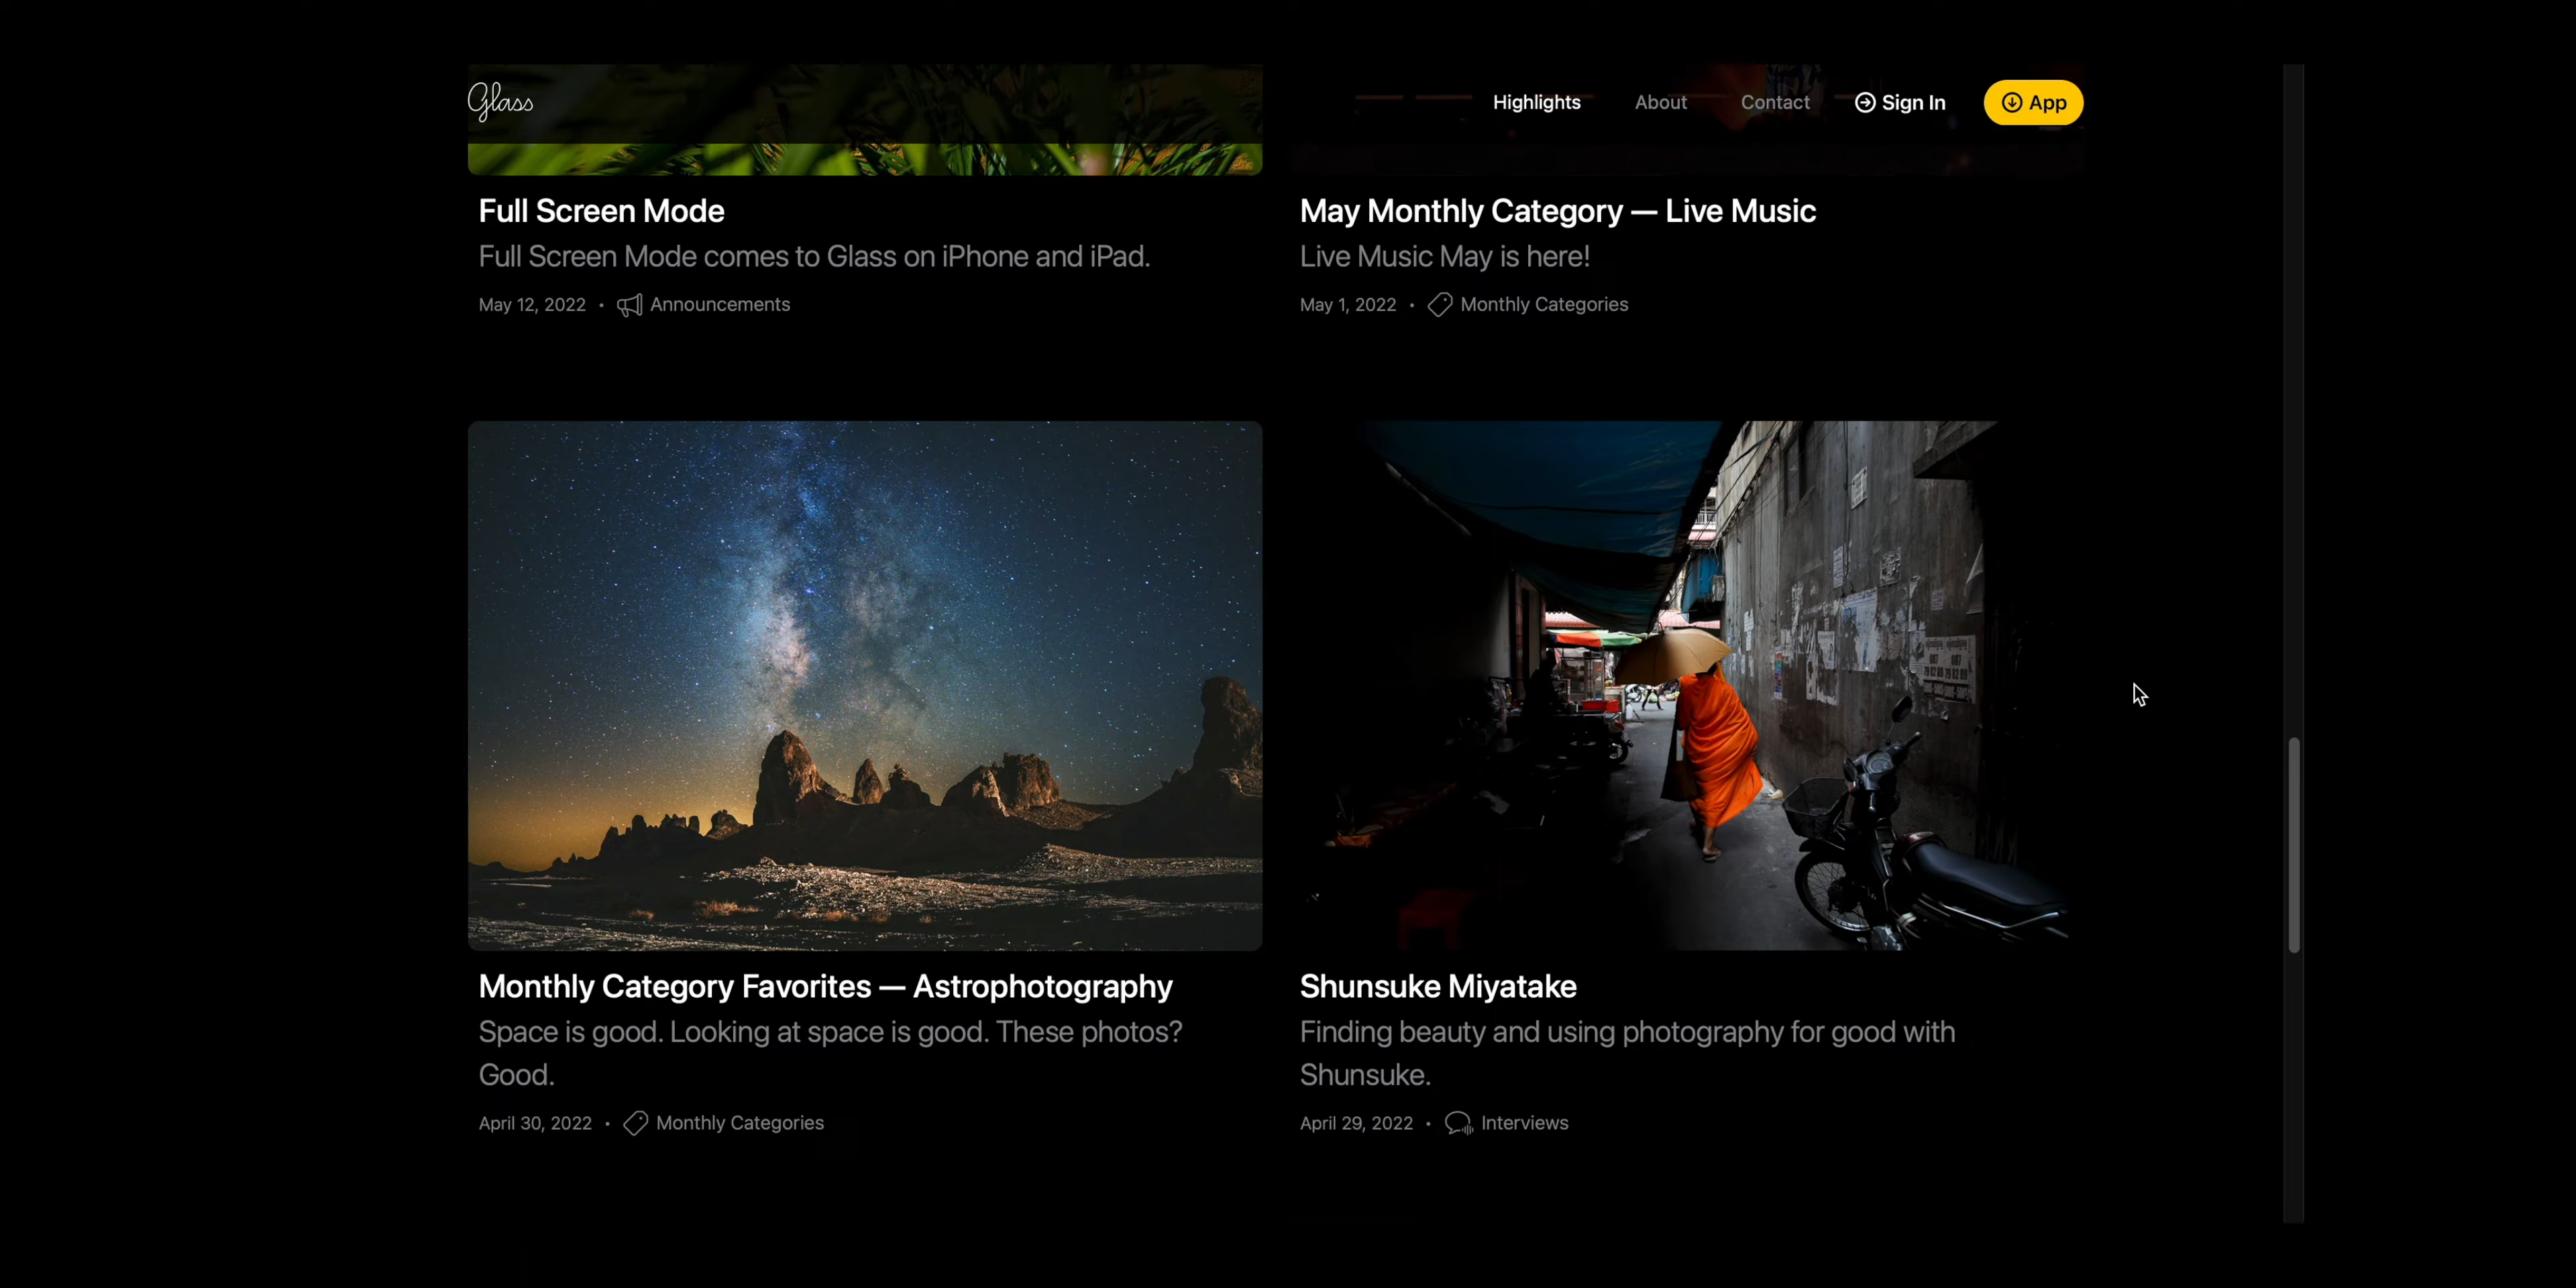 Glass
Highlights
About
Contact
Sign In
App
Full Screen Mode
Full Screen Mode comes to Glass on iPhone and iPad.
May 12, 2022 • Announcements
May Monthly Category — Live Music
Live Music May is here!
May 1, 2022 • Monthly Categories
Monthly Category Favorites — Astrophotography
Space is good. Looking at space is good. These photos?
Good.
April 30, 2022 • Monthly Categories
Shunsuke Miyatake
Finding beauty and using photography for good with
Shunsuke.
April 29, 2022 • Interviews